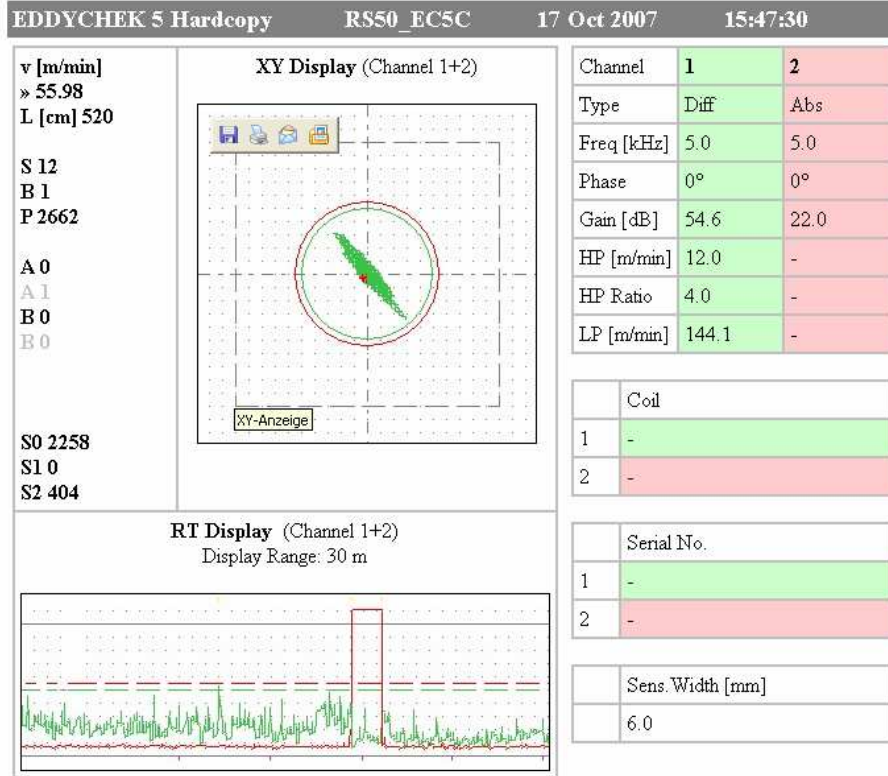 EDDYCHEK 5 Hardcopy RS50_EC5C 17 Oct 2007 15:47:30
v [m/min]
» 55.98
L [cm] 520
S 12
B 1
P 2662
A 0
A 1
B 0
B 0
S0 2258
S1 0
S2 404
XY Display (Channel 1+2)
XY-Anzeige
RT Display (Channel 1+2)
Display Range: 30 m
Channel 1 2
Type Diff Abs
Freq [kHz] 5.0 5.0
Phase 0° 0°
Gain [dB] 54.6 22.0
HP [m/min] 12.0 -
HP Ratio 4.0 -
LP [m/min] 144.1 -
Coil
1 -
2 -
Serial No.
1 -
2 -
Sens. Width [mm]
6.0